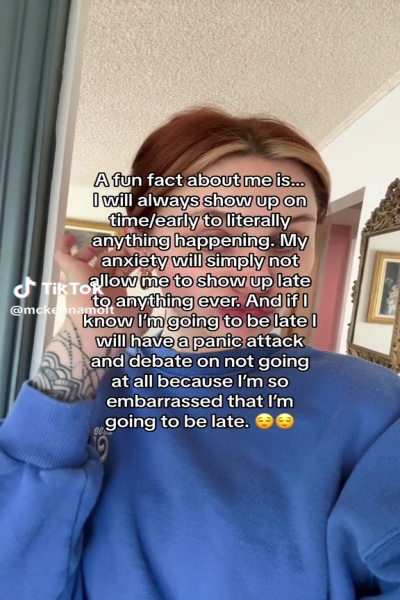 A fun fact about me is...
I will always show up on
time/early to literally
anything happening. My
anxiety will simply not
allow me to show up late
to anything ever. And if I
know I'm going to be late I
will have a panic attack
and debate on not going
at all because I'm so
embarrassed that I'm
going to be late. 😌😌
TikTok
@mckennamolt